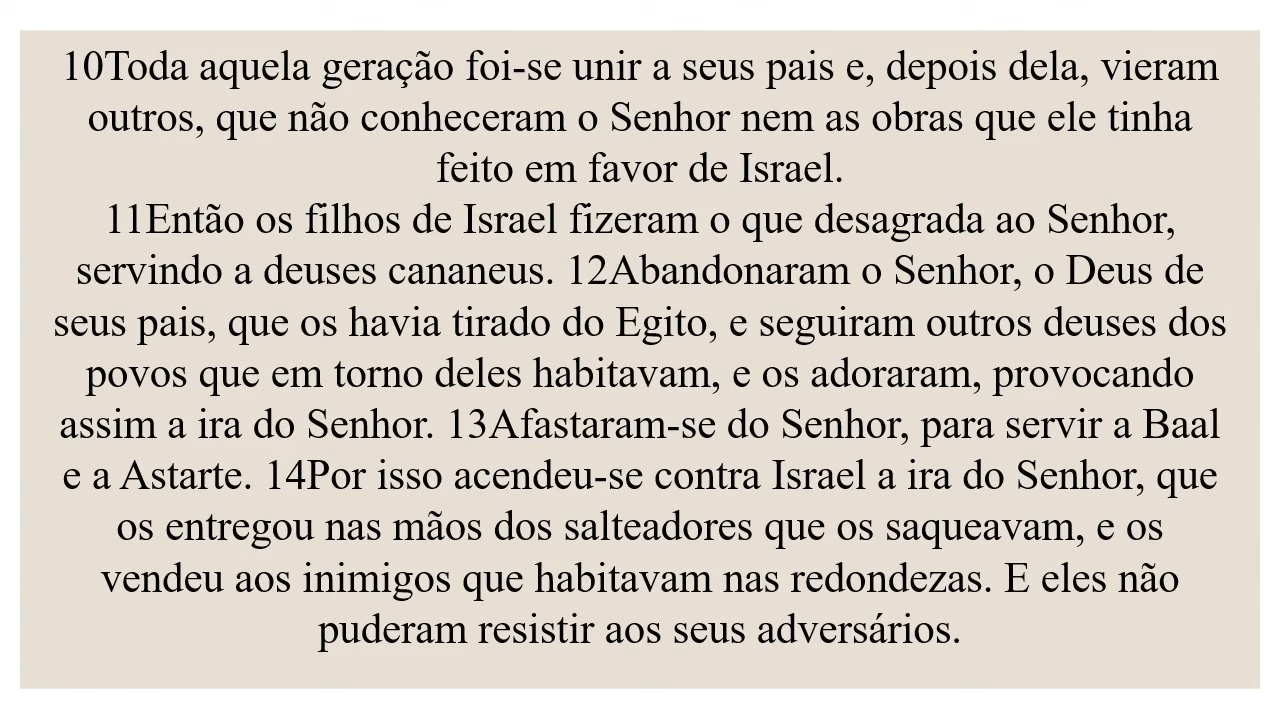 10Toda aquela geração foi-se unir a seus pais e, depois dela, vieram
outros, que não conheceram o Senhor nem as obras que ele tinha
feito em favor de Israel.
11Então os filhos de Israel fizeram o que desagrada ao Senhor,
servindo a deuses cananeus. 12Abandonaram o Senhor, o Deus de
seus pais, que os havia tirado do Egito, e seguiram outros deuses dos
povos que em torno deles habitavam, e os adoraram, provocando
assim a ira do Senhor. 13Afastaram-se do Senhor, para servir a Baal
e a Astarte. 14Por isso acendeu-se contra Israel a ira do Senhor, que
os entregou nas mãos dos salteadores que os saqueavam, e os
vendeu aos inimigos que habitavam nas redondezas. E eles não
puderam resistir aos seus adversários.